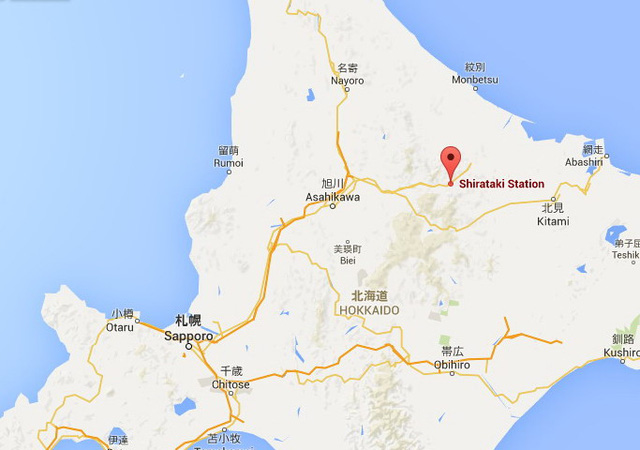 名寄
Nayoro
紋別
Monbetsu
留萌
Rumoi
網走
Abashiri
旭川
Asahikawa
Shirataki Station
北見
Kitami
美瑛町
Biei
弟子屈
Teshik
北海道
HOKKAIDO
小樽
Otaru
札幌
Sapporo
釧路
Kushiro
帯広
Obihiro
千歳
Chitose
伊達
Date
苫小牧